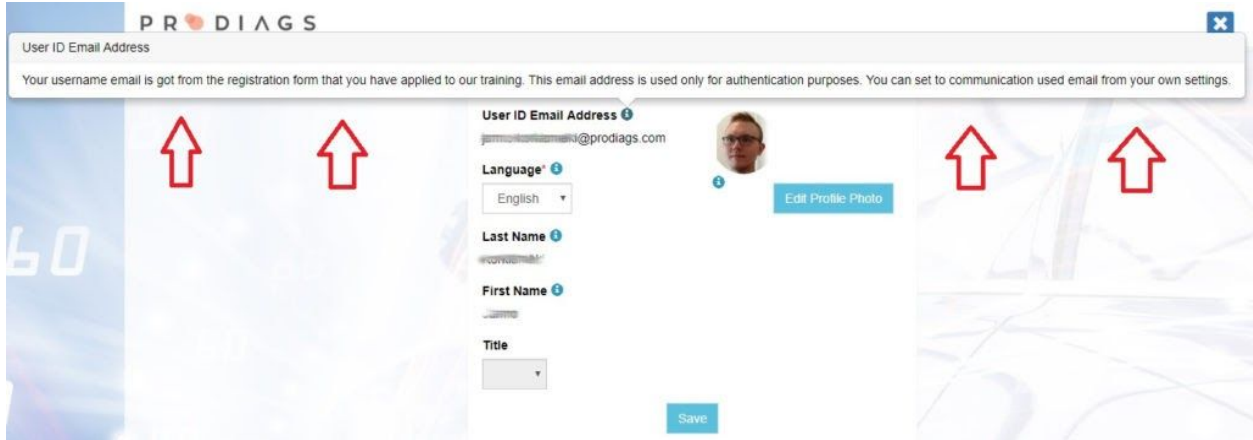 PRODIAGS
User ID Email Address
Your username email is got from the registration form that you have applied to our training. This email address is used only for authentication purposes. You can set to communication used email from your own settings.
User ID Email Address
@prodiags.com
Language*
English
Edit Profile Photo
Last Name
First Name
Title
Save
60